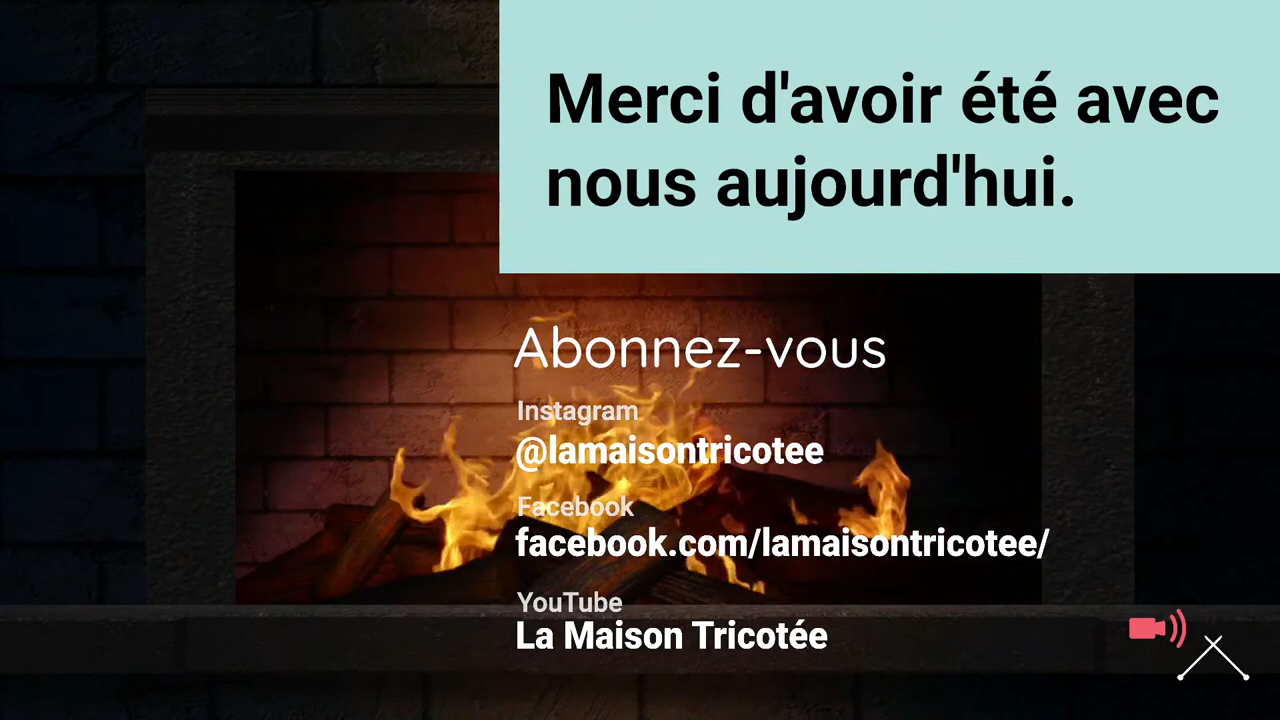 Merci d'avoir été avec
nous aujourd'hui.
Abonnez-vous
Instagram
@lamaisontricotee
Facebook
facebook.com/lamaisontricotee/
YouTube
La Maison Tricotée